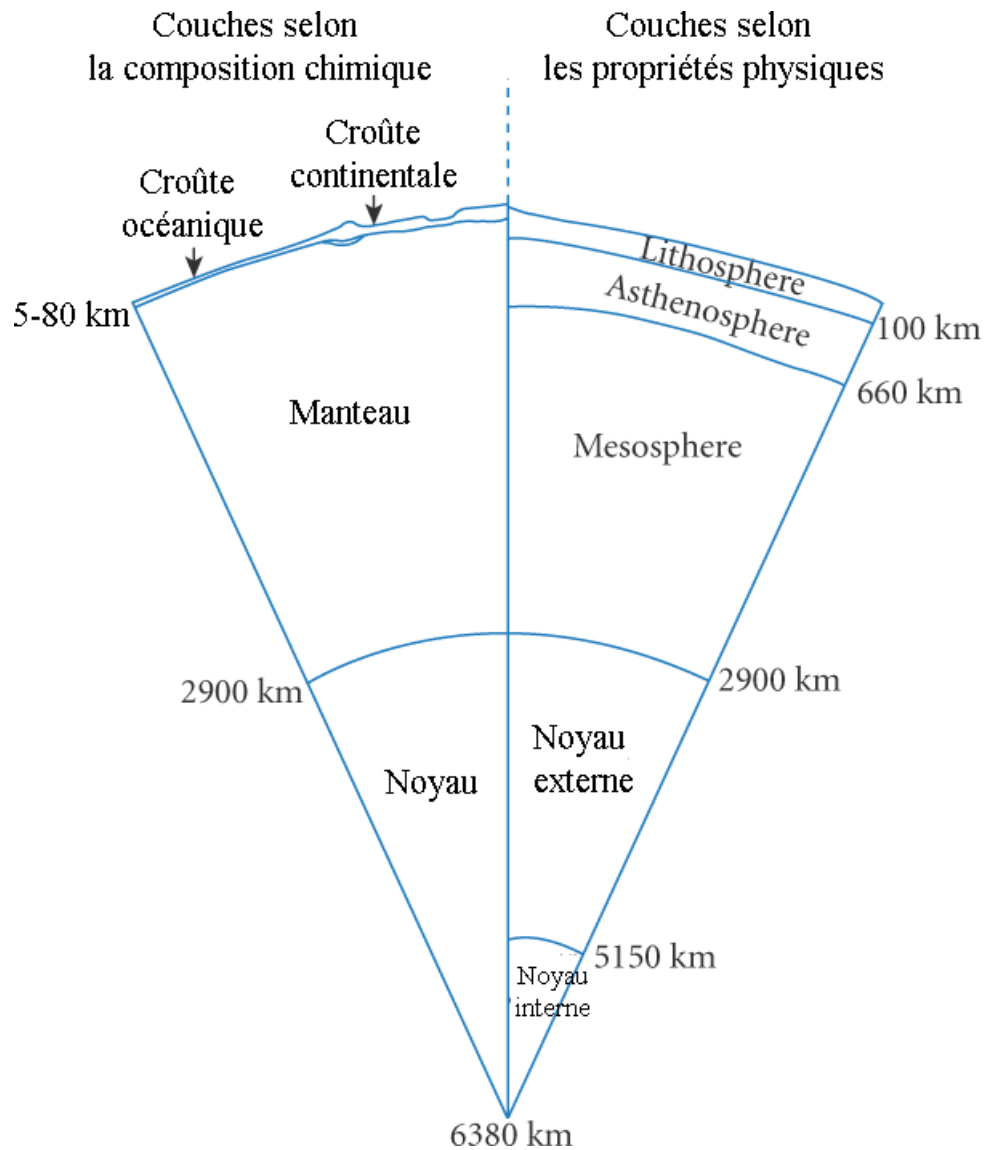 Couches selon
la composition chimique
Couches selon
les propriétés physiques
Croûte
continentale
Croûte
océanique
Lithosphere
Asthenosphere
5-80 km
100 km
660 km
Manteau
Mesosphere
2900 km
2900 km
Noyau
Noyau
externe
5150 km
Noyau
interne
6380 km